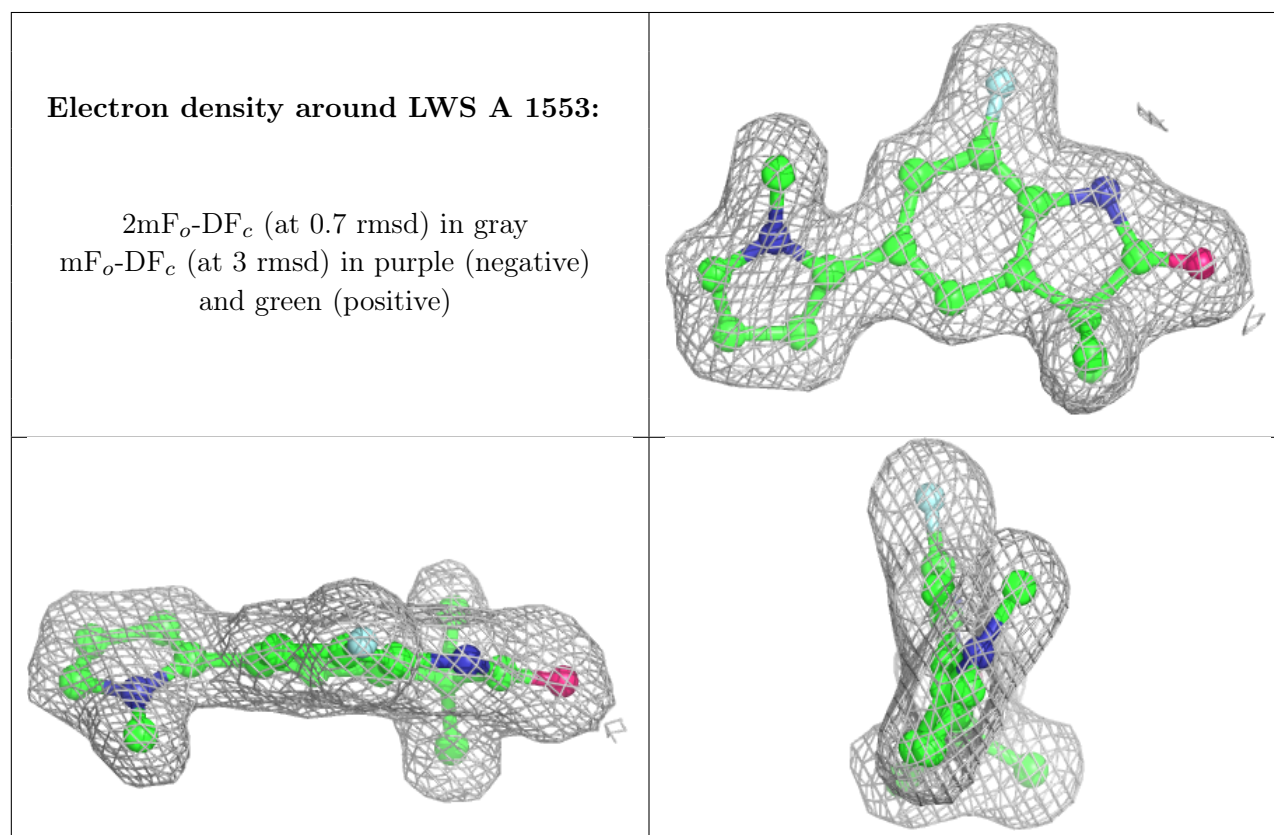 Electron density around LWS A 1553:
2mFo-DFc (at 0.7 rmsd) in gray
mFo-DFc (at 3 rmsd) in purple (negative)
and green (positive)